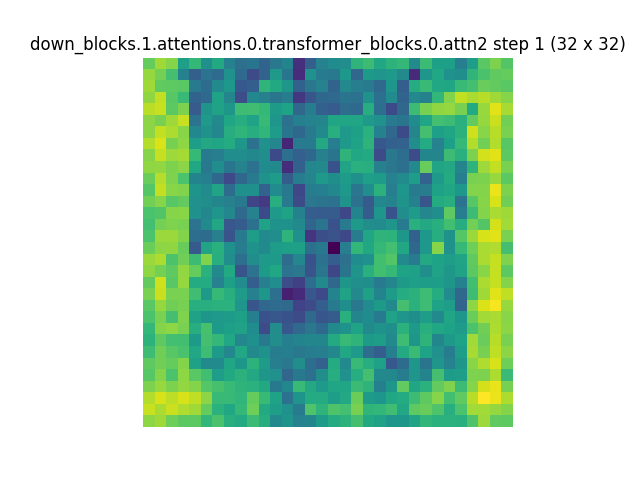 down_blocks.1.attentions.0.transformer_blocks.0.attn2 step 1 (32 x 32)